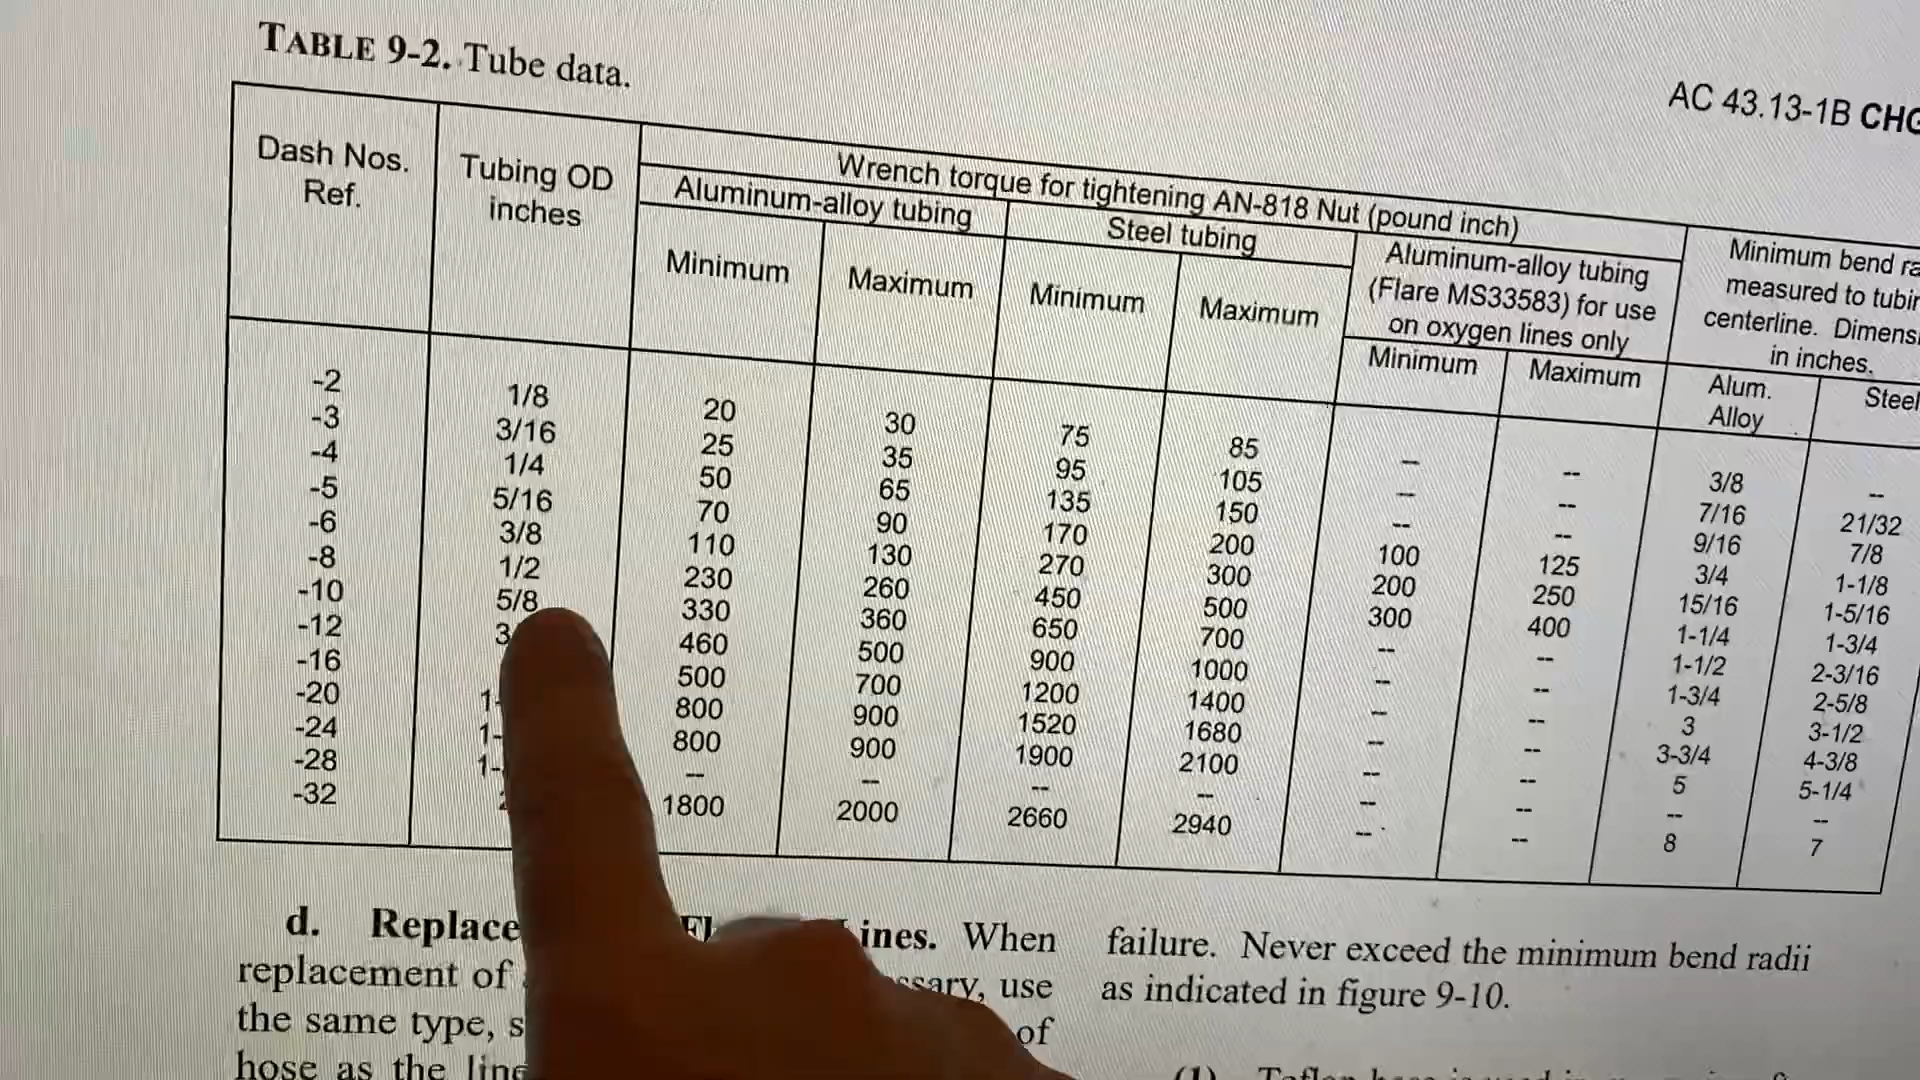 TABLE 9-2. Tube data.
AC 43.13-1B CHG
Dash Nos. Ref.
Tubing OD inches
Wrench torque for tightening AN-818 Nut (pound inch)
Aluminum-alloy tubing
Steel tubing
Aluminum-alloy tubing (Flare MS33583) for use on oxygen lines only
Minimum bend measured to centerline. in inches.
Minimum Maximum Minimum Maximum Minimum Maximum Alum. Alloy Steel
-2 1/8 20 30 75 85 -- -- 3/8 --
-3 3/16 25 35 95 105 -- -- 7/16 21/32
-4 1/4 50 65 135 150 -- -- 9/16 7/8
-5 5/16 70 90 170 200 100 125 3/4 1-1/8
-6 3/8 110 130 270 300 200 250 15/16 1-5/16
-8 1/2 230 260 450 500 300 400 1-1/4 1-3/4
-10 5/8 330 360 650 700 -- -- 1-1/2 2-3/16
-12 460 500 900 1000 -- -- 1-3/4 2-5/8
-16 500 700 1200 1400 -- -- 3 3-1/2
-20 800 900 1520 1680 -- -- 3-3/4 4-3/8
-24 800 900 1900 2100 -- -- 5 5-1/4
-28 -- -- -- -- -- -- -- --
-32 1800 2000 2660 2940 -- -- 8 7
d. Replace ines. When
replacement of use
the same type, of
hose as the line
failure. Never exceed the minimum bend radii
as indicated in figure 9-10.